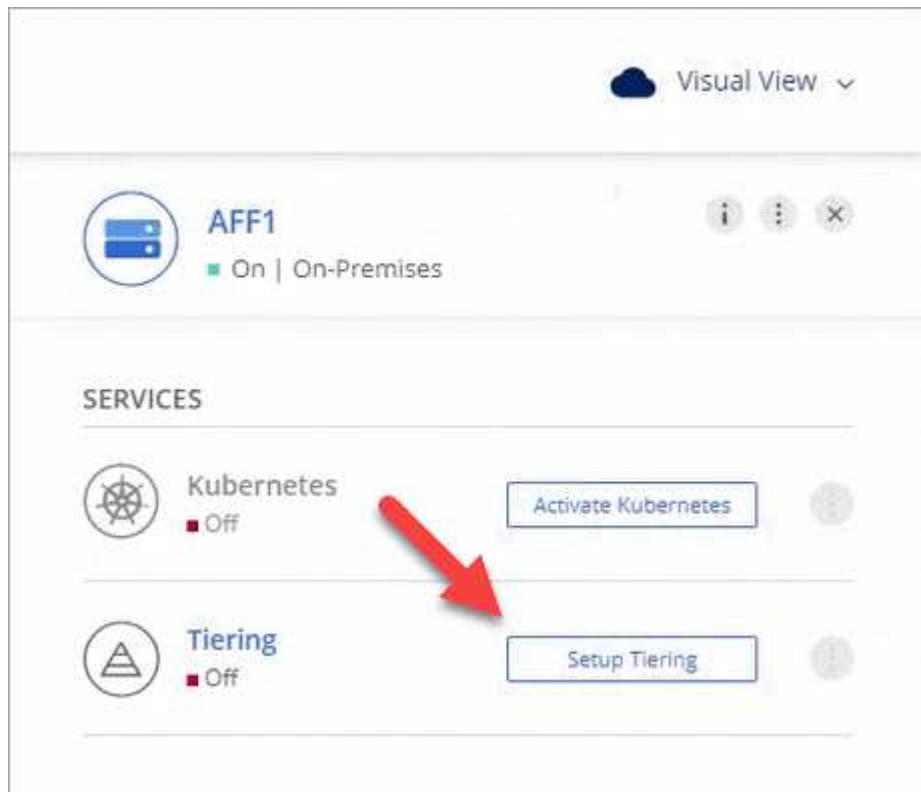 Visual View
AFF1
On | On-Premises
SERVICES
Kubernetes
Off
Activate Kubernetes
Tiering
Off
Setup Tiering